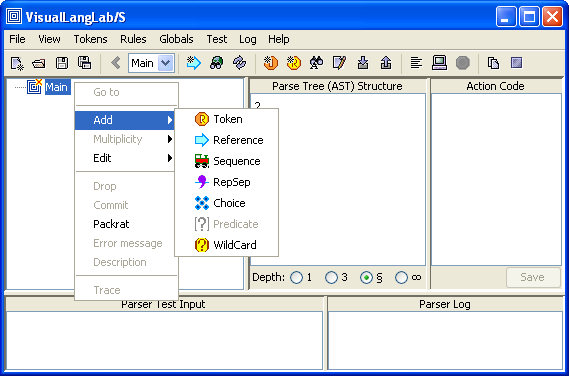 VisualLangLab/S
File View Tokens Rules Globals Test Log Help
Main
Main
Parse Tree (AST) Structure
Action Code
Go to
Add
Multiplicity
Edit
Drop
Commit
Packrat
Error message
Description
Trace
Token
Reference
Sequence
RepSep
Choice
[?] Predicate
WildCard
Depth: 1 3 § ∞
Save
Parser Test Input
Parser Log